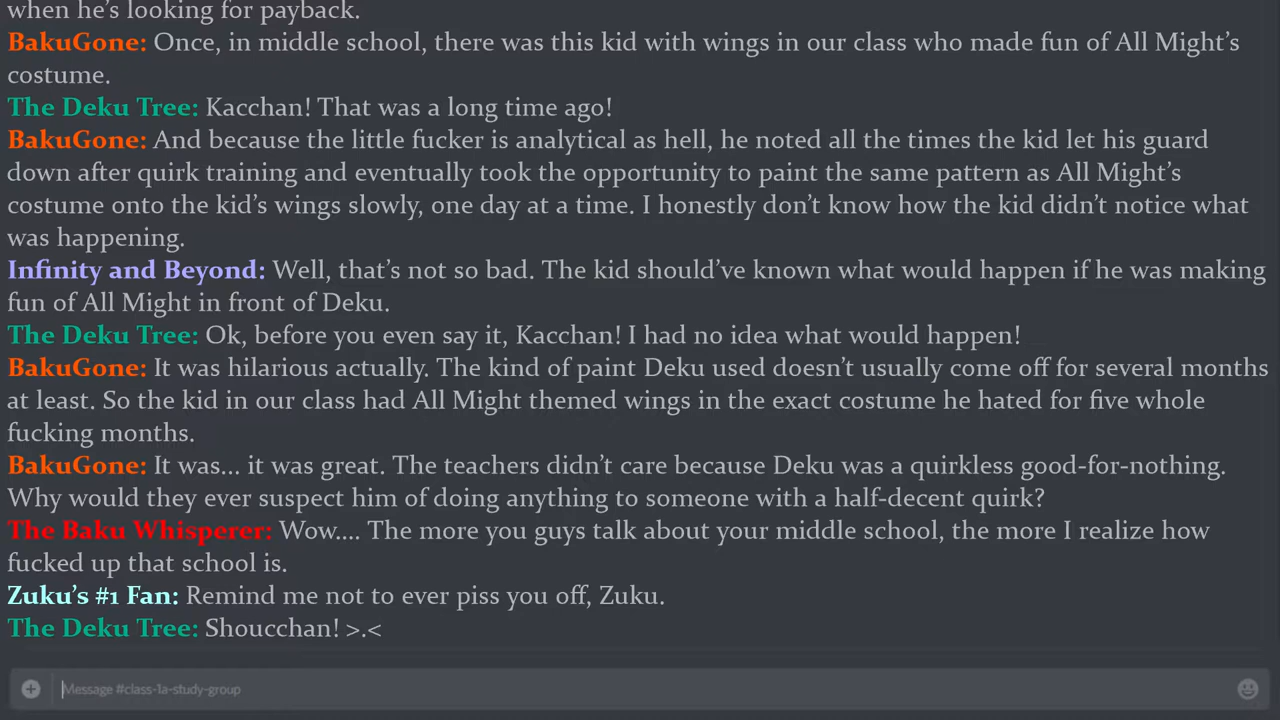 when he's looking for payback.
BakuGone: Once, in middle school, there was this kid with wings in our class who made fun of All Might's
costume.
The Deku Tree: Kacchan! That was a long time ago!
BakuGone: And because the little fucker is analytical as hell, he noted all the times the kid let his guard
down after quirk training and eventually took the opportunity to paint the same pattern as All Might's
costume onto the kid's wings slowly, one day at a time. I honestly don't know how the kid didn't notice what
was happening.
Infinity and Beyond: Well, that's not so bad. The kid should've known what would happen if he was making
fun of All Might in front of Deku.
The Deku Tree: Ok, before you even say it, Kacchan! I had no idea what would happen!
BakuGone: It was hilarious actually. The kind of paint Deku used doesn't usually come off for several months
at least. So the kid in our class had All Might themed wings in the exact costume he hated for five whole
fucking months.
BakuGone: It was... it was great. The teachers didn't care because Deku was a quirkless good-for-nothing.
Why would they ever suspect him of doing anything to someone with a half-decent quirk?
The Baku Whisperer: Wow.... The more you guys talk about your middle school, the more I realize how
fucked up that school is.
Zuku's #1 Fan: Remind me not to ever piss you off, Zuku.
The Deku Tree: Shoucchan! >.<
Message #class-1a-study-group